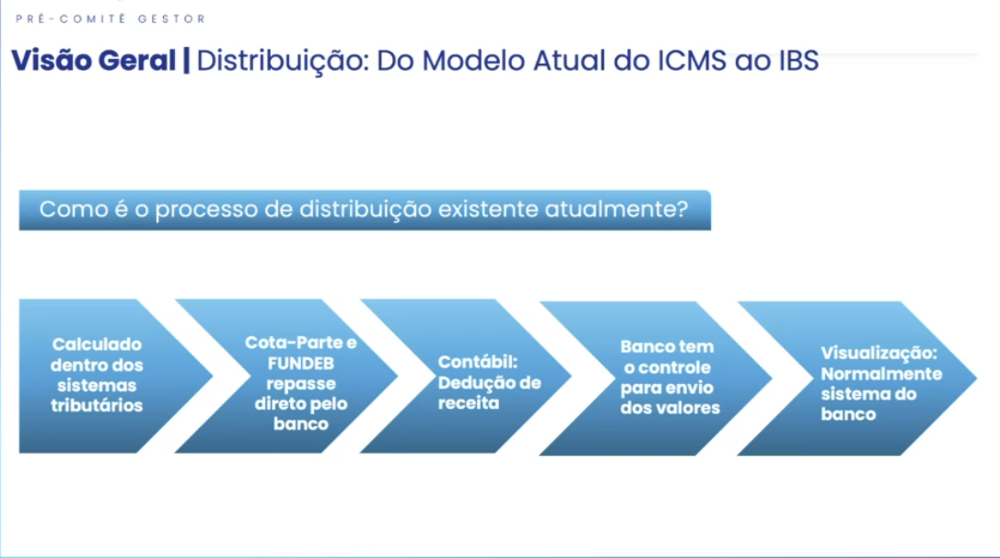 PRÉ-COMITÊ GESTOR
Visão Geral | Distribuição: Do Modelo Atual do ICMS ao IBS
Como é o processo de distribuição existente atualmente?
Calculado
dentro dos
sistemas
tributários
Cota-Parte e
FUNDEB
repasse
direto pelo
banco
Contábil:
Dedução de
receita
Banco tem
o controle
para envio
dos valores
Visualização:
Normalmente
sistema do
banco